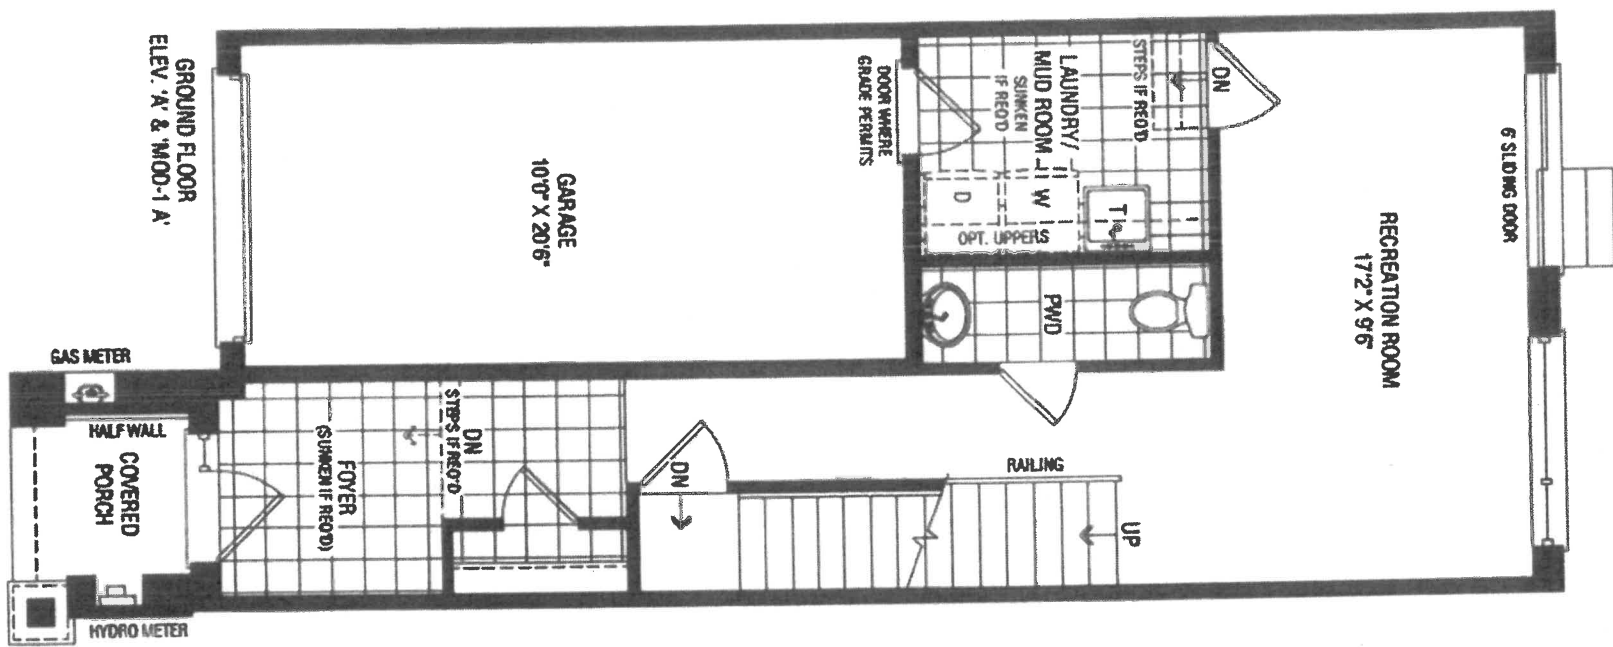 GROUND FLOOR
ELEV. 'A' & 'MOD-1 A'
GARAGE
10'0" X 20'6"
DOOR WHERE
GRADE PERMITS
LAUNDRY/
MUD ROOM
SUNKEN
IF REQ'D
STEPS IF REQ'D
DN
W
D
T
OPT. UPPERS
PWD
6 SLIDING DOOR
RECREATION ROOM
17'2" X 9'6"
GAS METER
HALF WALL
COVERED
PORCH
HYDRO METER
FOYER
(SUNKEN IF REQ'D)
DN
STEPS IF REQ'D
DN
RAILING
UP